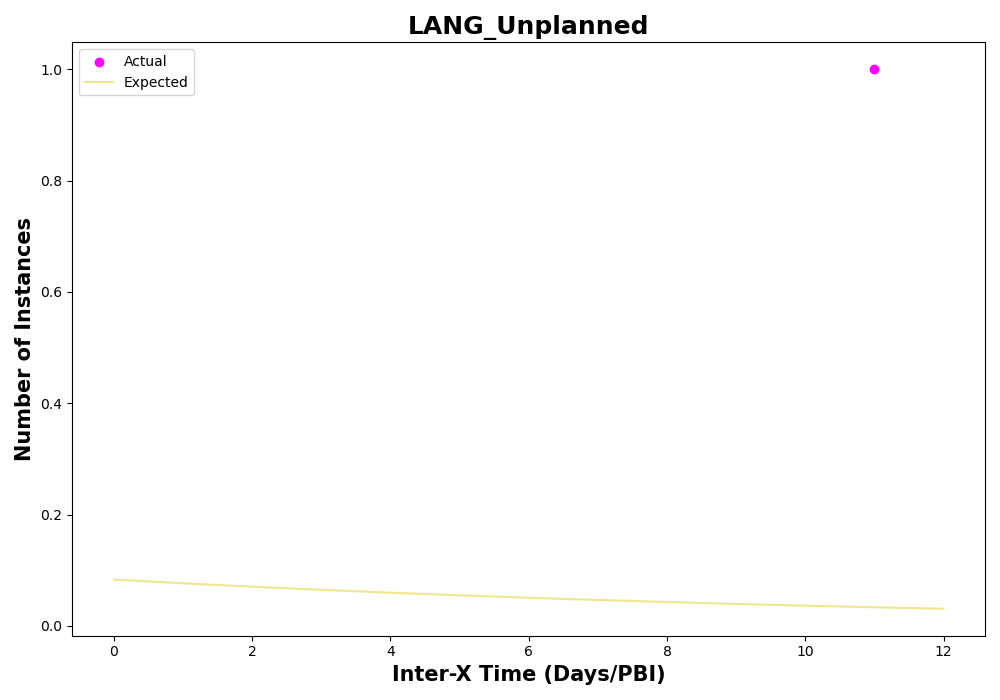 LANG_Unplanned
Actual
Expected
1.0
0.8
0.6
0.4
0.2
0.0
Number of Instances
0 2 4 6 8 10 12
Inter-X Time (Days/PBI)